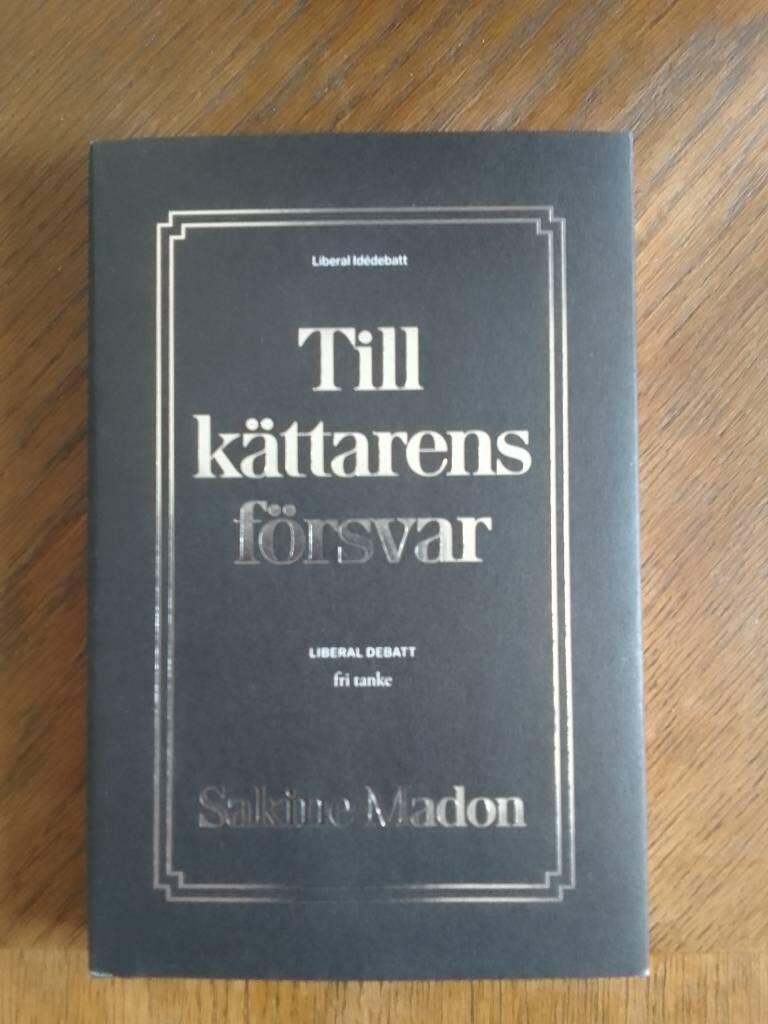 Liberal Idédebatt
Till
kättarens
försvar
LIBERAL DEBATT
fri tanke
Sakine Madon